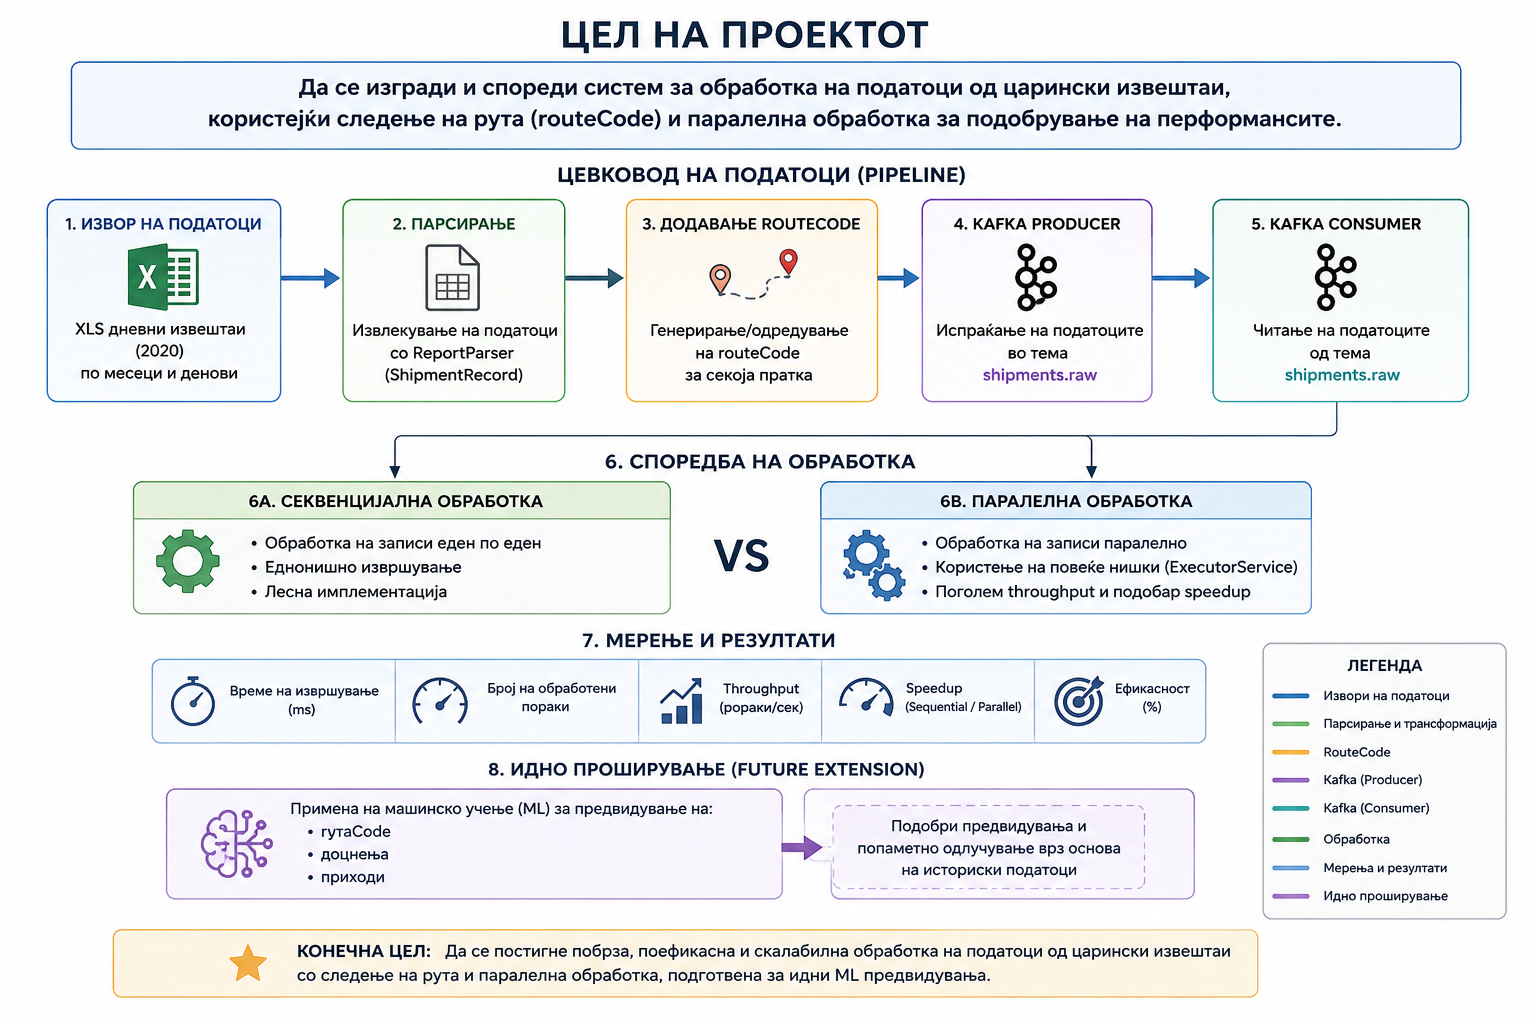 ЦЕЛ НА ПРОЕКТОТ
Да се изгради и спореди систем за обработка на податоци од царински извештаи,
користејќи следење на рута (routeCode) и паралелна обработка за подобрување на перформансите.
ЦЕВКОВОД НА ПОДАТОЦИ (PIPELINE)
1. ИЗВОР НА ПОДАТОЦИ
X
XLS дневни извештаи
(2020)
по месеци и денови
2. ПАРСИРАЊЕ
Извлекување на податоци
со ReportParser
(ShipmentRecord)
3. ДОДАВАЊЕ ROUTECODE
Генерирање/одредување
на routeCode
за секоја пратка
4. KAFKA PRODUCER
Испраќање на податоците
во тема
shipments.raw
5. KAFKA CONSUMER
Читање на податоците
од тема
shipments.raw
6. СПОРЕДБА НА ОБРАБОТКА
6А. СЕКВЕНЦИЈАЛНА ОБРАБОТКА
• Обработка на записи еден по еден
• Еднонишно извршување
• Лесна имплементација
VS
6В. ПАРАЛЕЛНА ОБРАБОТКА
• Обработка на записи паралелно
• Користење на повеќе нишки (ExecutorService)
• Поголем throughput и подобар speedup
7. МЕРЕЊЕ И РЕЗУЛТАТИ
Време на извршување
(ms)
Број на обработени
пораки
Throughput
(рораки/сек)
Speedup
(Sequential / Parallel)
Ефикасност
(%)
8. ИДНО ПРОШИРУВАЊЕ (FUTURE EXTENSION)
Примена на машинско учење (ML) за предвидување на:
• rутаCode
• доцнења
• приходи
Подобри предвидувања и
попаметно одлучување врз основа
на историски податоци
ЛЕГЕНДА
Извори на податоци
Парсирање и трансформација
RouteCode
Kafka (Producer)
Kafka (Consumer)
Обработка
Мерења и резултати
Идно проширување
КОНЕЧНА ЦЕЛ: Да се постигне побрза, поефикасна и скалабилна обработка на податоци од царински извештаи
со следење на рута и паралелна обработка, подготвена за идни ML предвидувања.